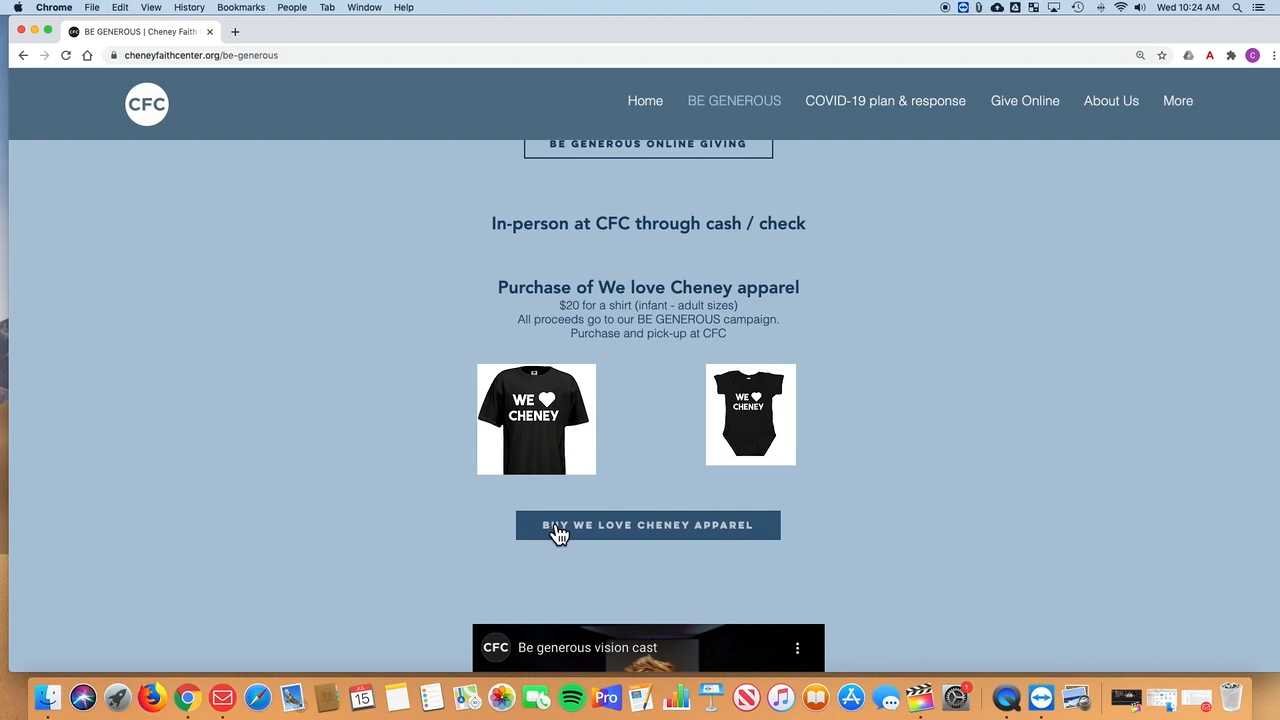 Chrome File Edit View History Bookmarks People Tab Window Help Wed 10:24 AM
BE GENEROUS | Cheney Faith
cheneyfaithcenter.org/be-generous
CFC Home BE GENEROUS COVID-19 plan & response Give Online About Us More
BE GENEROUS ONLINE GIVING
In-person at CFC through cash / check
Purchase of We love Cheney apparel
$20 for a shirt (infant - adult sizes)
All proceeds go to our BE GENEROUS campaign.
Purchase and pick-up at CFC
WE
CHENEY
WE
CHENEY
BUY WE LOVE CHENEY APPAREL
CFC Be generous vision cast
JUL
15
Pro